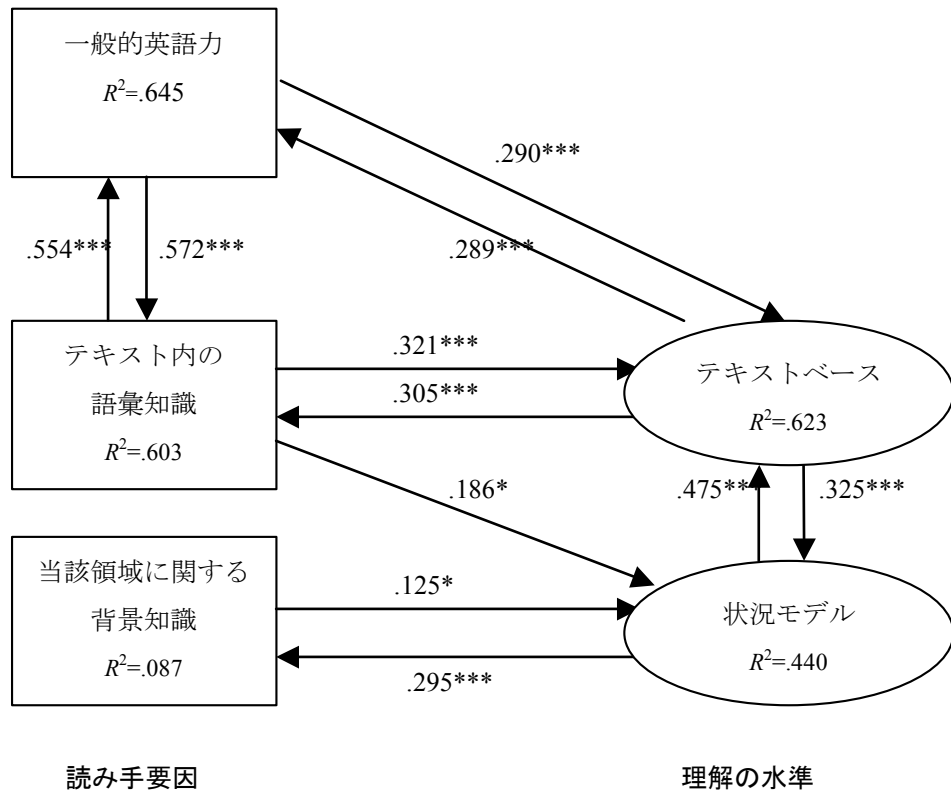 一般的英語力
R²=.645
.290***
.554***
.572***
.289***
テキスト内の
語彙知識
R²=.603
.321***
.305***
テキストベース
R²=.623
.186*
.475***
.325***
当該領域に関する
背景知識
R²=.087
.125*
.295***
状況モデル
R²=.440
読み手要因
理解の水準